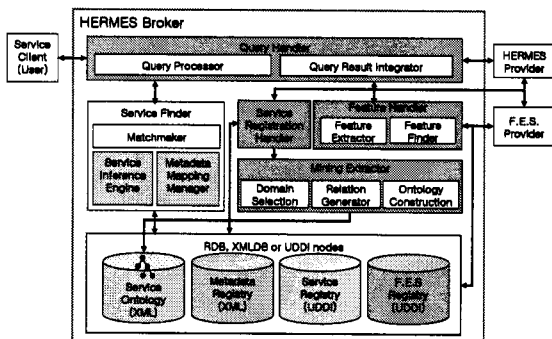 HERMES Broker
Service
Client
(User)
Query Handler
Query Processor
Query Result Integrator
HERMES
Provider
Service Finder
Matchmaker
Service
Inference
Engine
Metadata
Mapping
Manager
Service
Registration
Handler
Feature Handler
Feature
Extractor
Feature
Finder
F.E.S.
Provider
Mining Extractor
Domain
Selection
Relation
Generator
Ontology
Construction
RDB, XMLDB or UDDI nodes
Service
Ontology
(XML)
Metadata
Registry
(XML)
Service
Registry
(UDDI)
F.E.S
Registry
(UDDI)